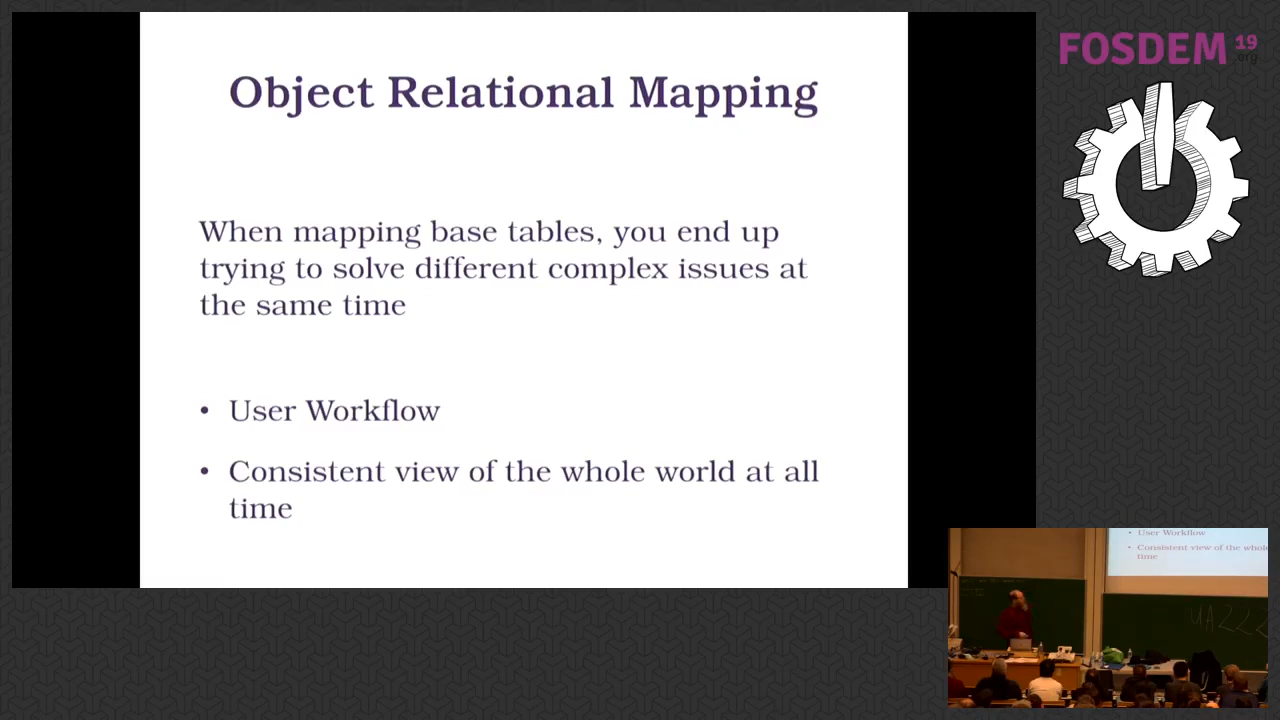 Object Relational Mapping
When mapping base tables, you end up
trying to solve different complex issues at
the same time
• User Workflow
• Consistent view of the whole world at all
time
FOSDEM 19
.org
• User Workflow
• Consistent view of the whole
time